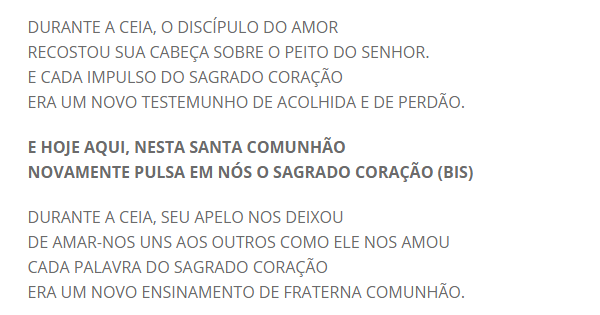 DURANTE A CEIA, O DISCÍPULO DO AMOR
RECOSTOU SUA CABEÇA SOBRE O PEITO DO SENHOR.
E CADA IMPULSO DO SAGRADO CORAÇÃO
ERA UM NOVO TESTEMUNHO DE ACOLHIDA E DE PERDÃO.

E HOJE AQUI, NESTA SANTA COMUNHÃO
NOVAMENTE PULSA EM NÓS O SAGRADO CORAÇÃO (BIS)

DURANTE A CEIA, SEU APELO NOS DEIXOU
DE AMAR-NOS UNS AOS OUTROS COMO ELE NOS AMOU
CADA PALAVRA DO SAGRADO CORAÇÃO
ERA UM NOVO ENSINAMENTO DE FRATERNA COMUNHÃO.